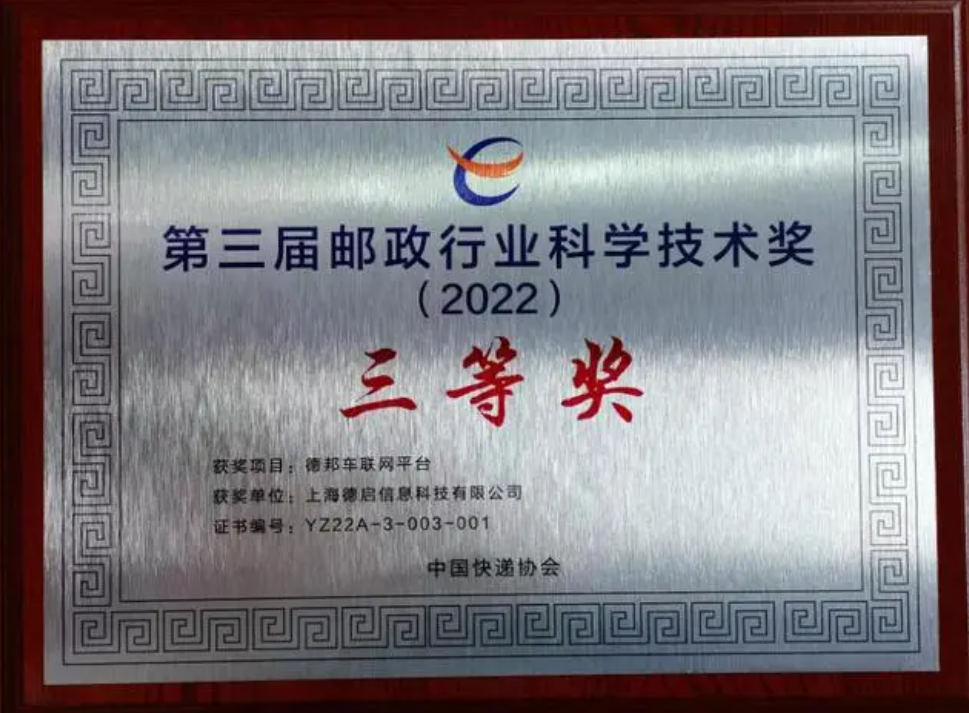 第三届邮政行业科学技术奖
（2022）
三等奖
获奖项目：德邦车联网平台
获奖单位：上海德启信息科技有限公司
证书编号：YZ22A-3-003-001
中国快递协会